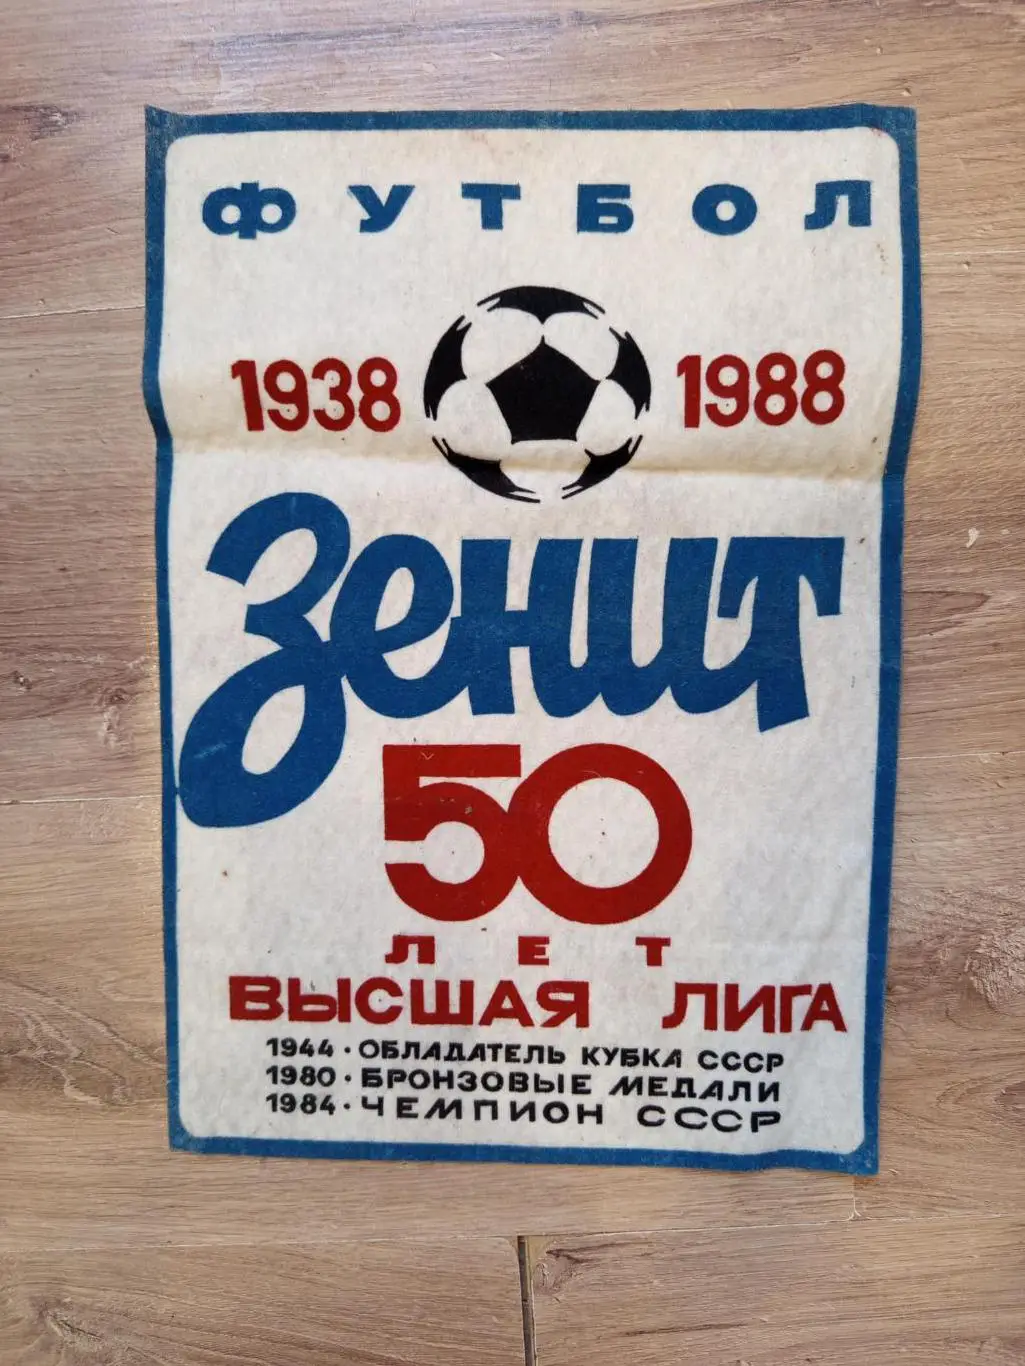 ФУТБОЛ
1938 1988
Зенит
50
ЛЕТ
ВЫСШАЯ ЛИГА
1944 · ОБЛАДАТЕЛЬ КУБКА СССР
1980 · БРОНЗОВЫЕ МЕДАЛИ
1984 · ЧЕМПИОН СССР